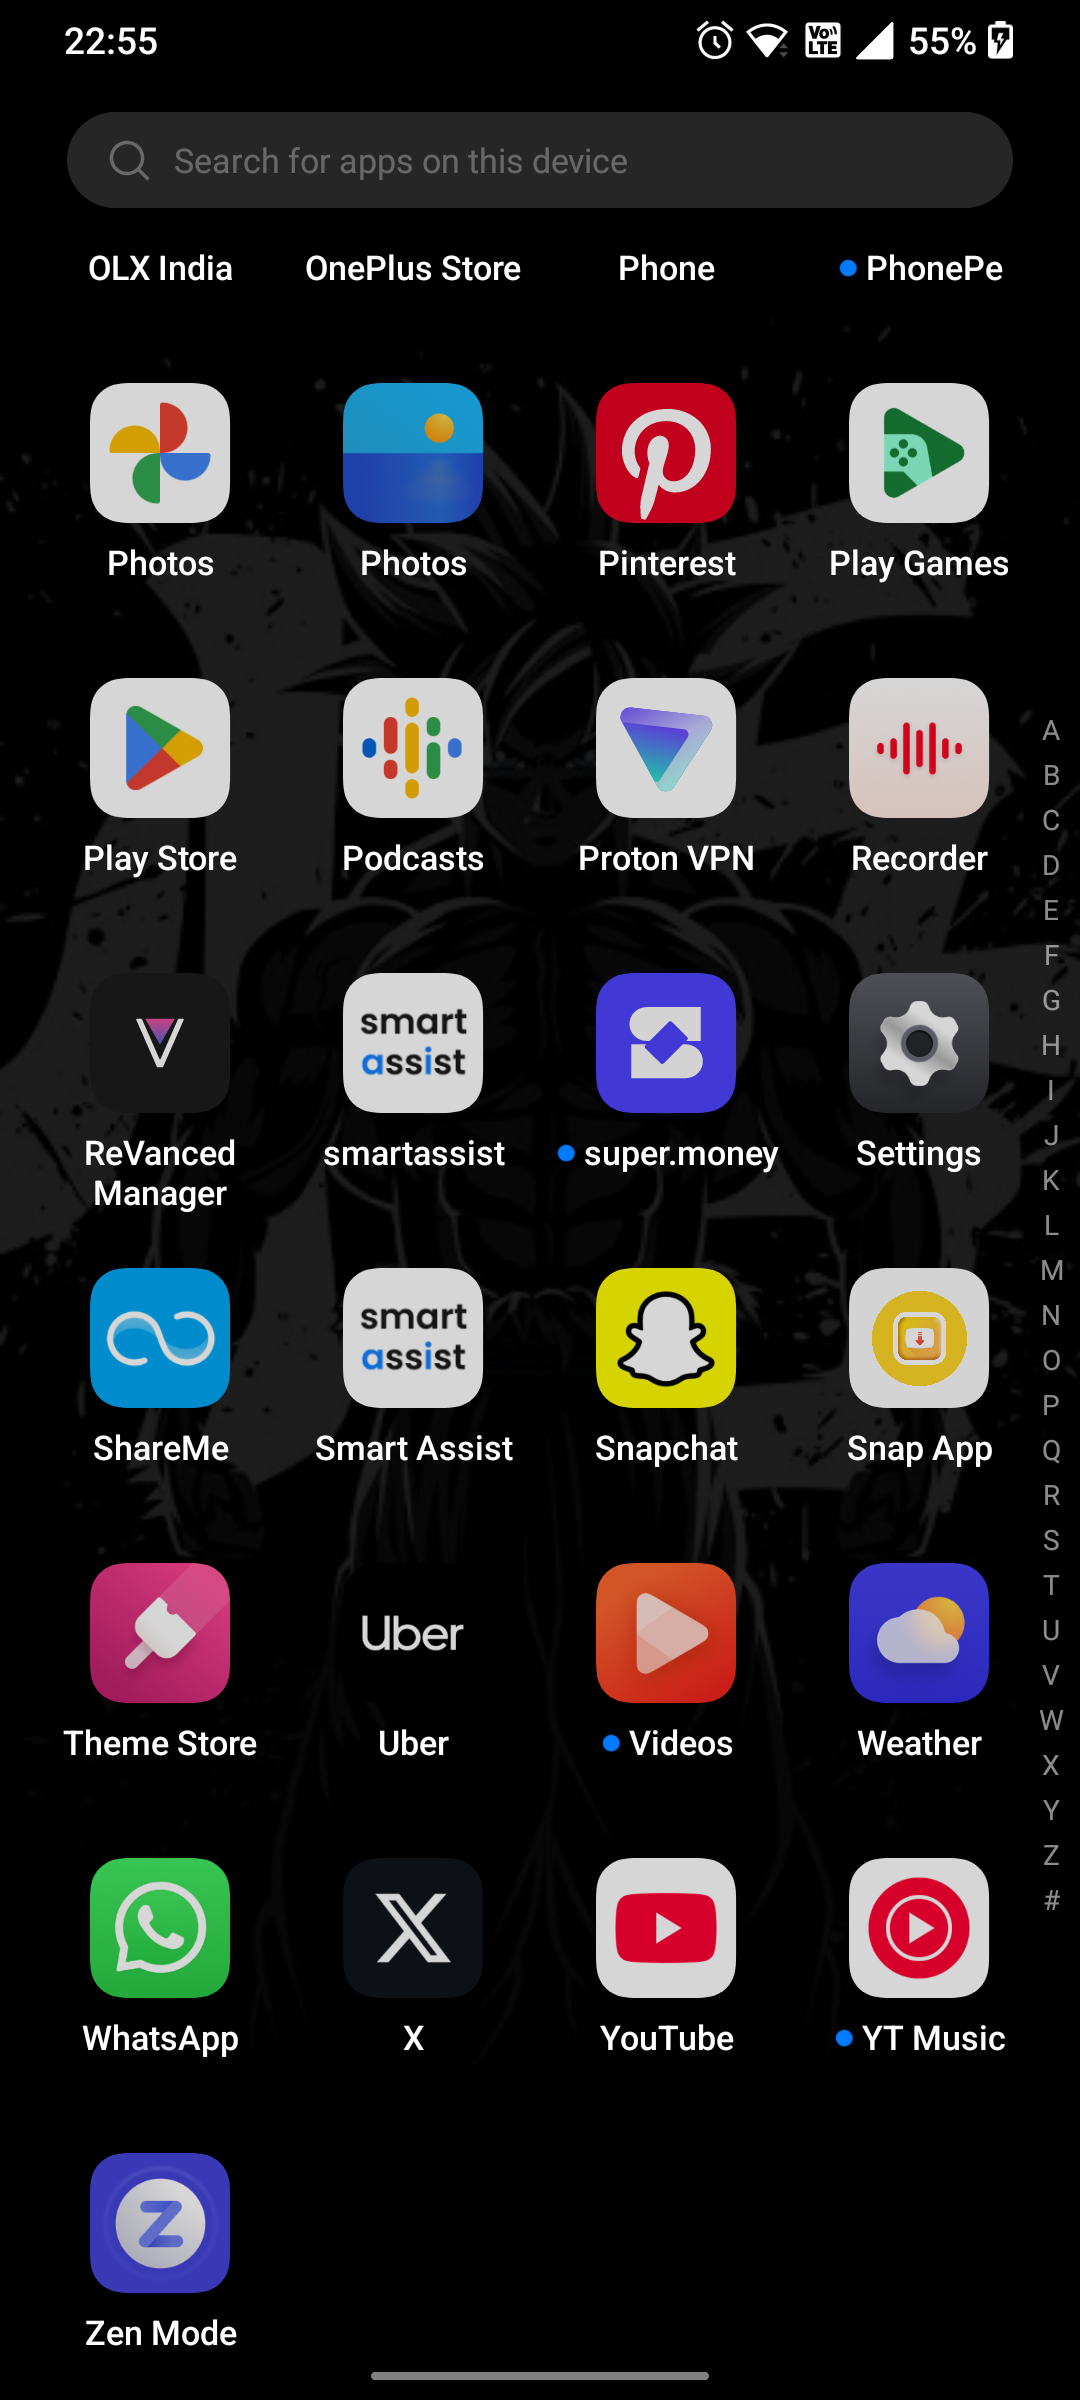 22:55
Vo LTE
55%
Search for apps on this device
OLX India
OnePlus Store
Phone
PhonePe
Photos
Photos
Pinterest
Play Games
Play Store
Podcasts
Proton VPN
Recorder
smart
assist
ReVanced
Manager
smartassist
super.money
Settings
smart
assist
ShareMe
Smart Assist
Snapchat
Snap App
Uber
Theme Store
Uber
Videos
Weather
WhatsApp
X
YouTube
YT Music
Z
Zen Mode
A
B
C
D
E
F
G
H
I
J
K
L
M
N
O
P
Q
R
S
T
U
V
W
X
Y
Z
#